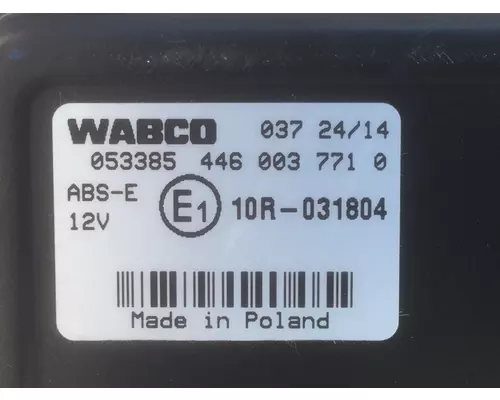 WABCO 037 24/14
053385 446 003 771 0
ABS-E E1 10R-031804
12V
Made in Poland